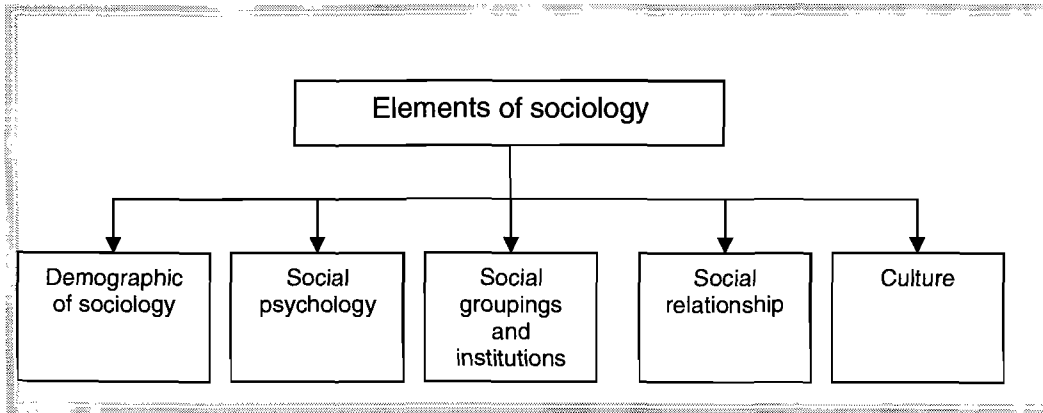 Elements of sociology
Demographic
of sociology
Social
psychology
Social
groupings
and
institutions
Social
relationship
Culture